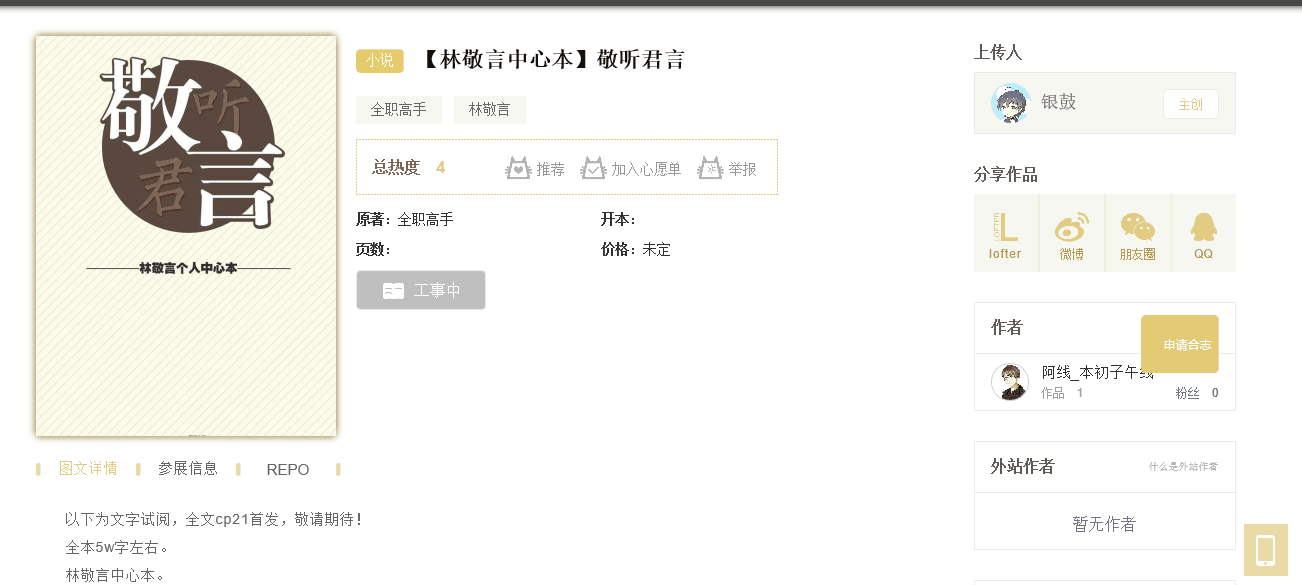 敬听
君言
林敬言个人中心本
小说
【林敬言中心本】敬听君言
全职高手
林敬言
总热度 4
推荐
加入心愿单
举报
原著：全职高手
开本：
页数：
价格：未定
工事中
图文详情
参展信息
REPO
以下为文字试阅，全文cp21首发，敬请期待！
全本5w字左右。
林敬言中心本。
上传人
银鼓
主创
分享作品
LOFTER
lofter
微博
朋友圈
QQ
作者
申请合志
阿线_本初子午线
作品 1
粉丝 0
外站作者
什么是外站作者
暂无作者